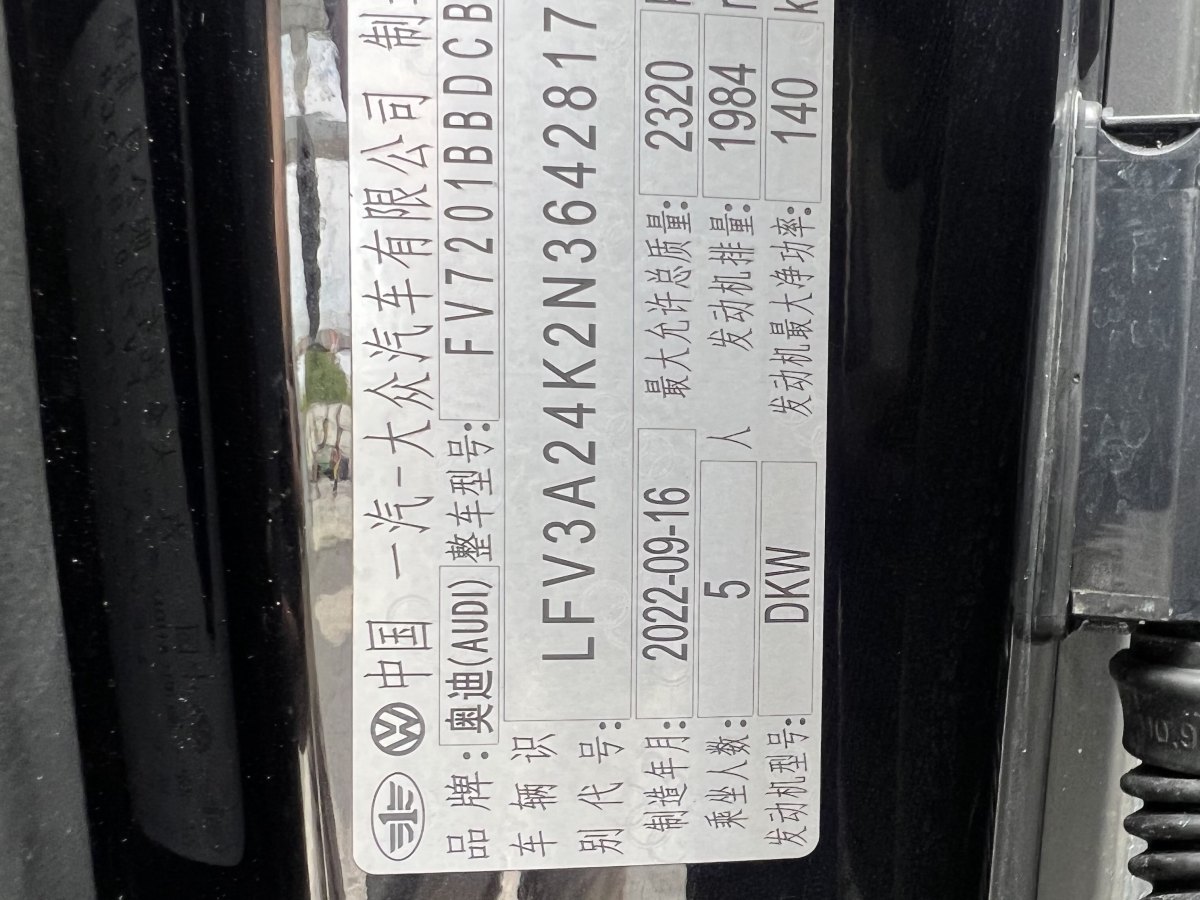 中国 一汽-大众汽车有限公司 制
品牌: 奥迪(AUDI) 整车型号: FV7201BBDCB
车辆识别代号: LFV3A24K2N3642817
制造年月: 2022-09-16 最大允许总质量: 2320
乘坐人数: 5 人 发动机排量: 1984
发动机型号: DKW 发动机最大净功率: 140 k